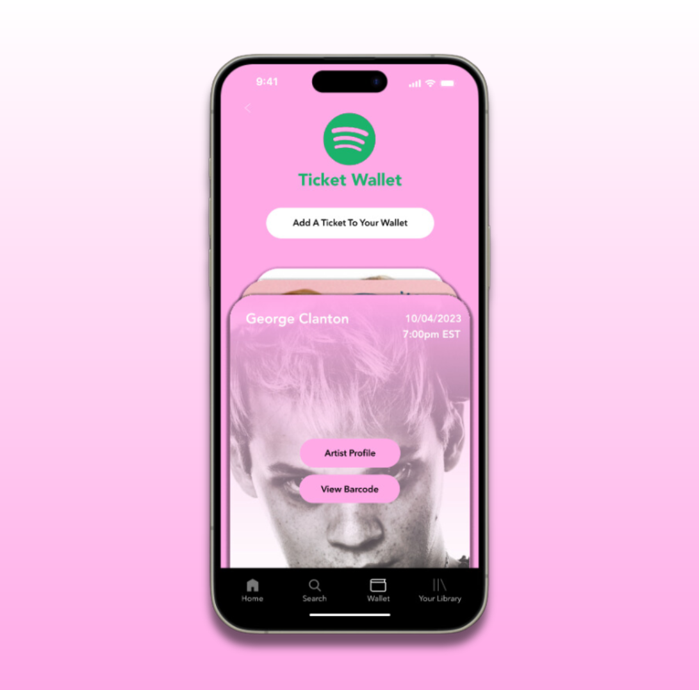 9:41
Ticket Wallet
Add A Ticket To Your Wallet
George Clanton
10/04/2023
7:00pm EST
Artist Profile
View Barcode
Home
Search
Wallet
Your Library